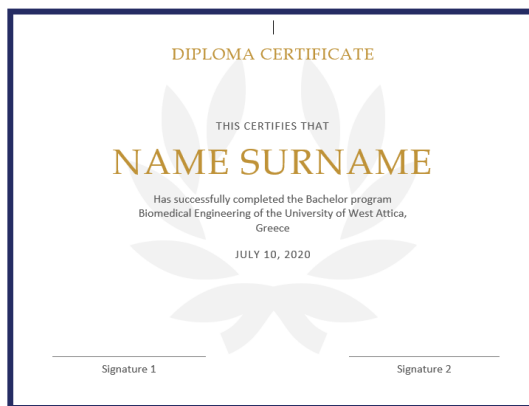 DIPLOMA CERTIFICATE
THIS CERTIFIES THAT
NAME SURNAME
Has successfully completed the Bachelor program
Biomedical Engineering of the University of West Attica,
Greece
JULY 10, 2020
Signature 1
Signature 2